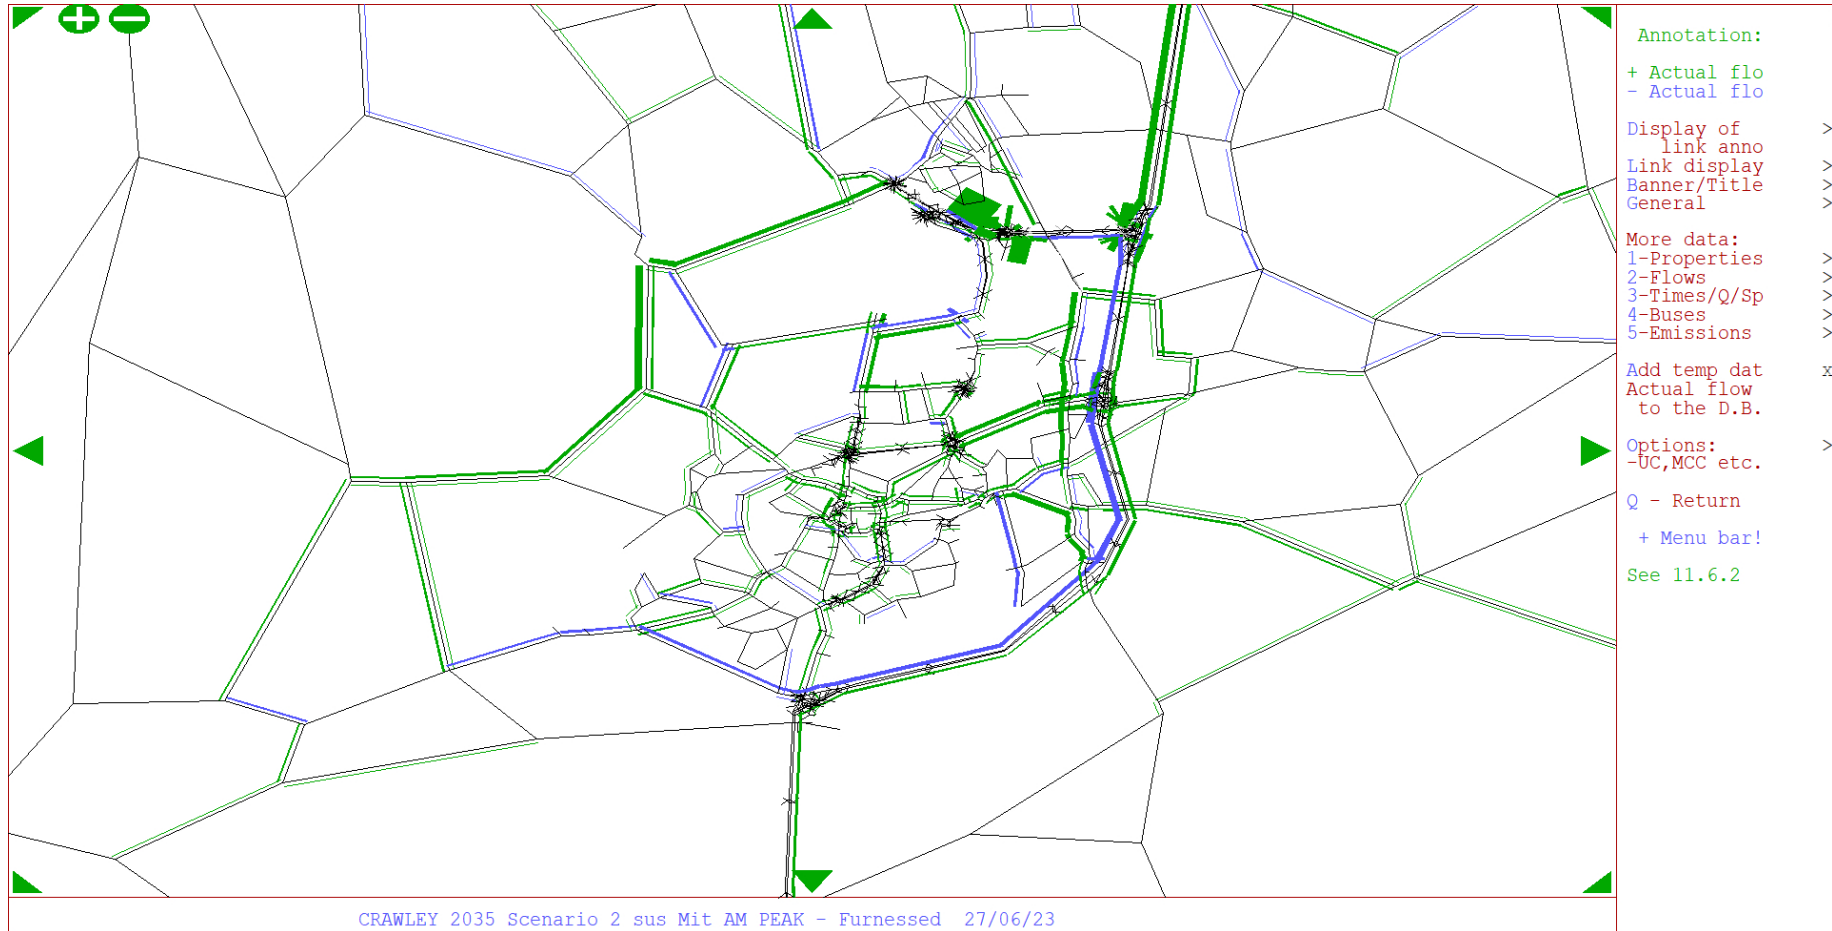 Annotation:
+ Actual flo
- Actual flo
Display of >
link anno
Link display >
Banner/Title >
General >
More data:
1-Properties >
2-Flows >
3-Times/Q/Sp >
4-Buses >
5-Emissions >
Add temp dat x
Actual flow
to the D.B.
Options: >
-UC,MCC etc.
Q - Return
+ Menu bar!
See 11.6.2
CRAWLEY 2035 Scenario 2 sus Mit AM PEAK - Furnessed 27/06/23